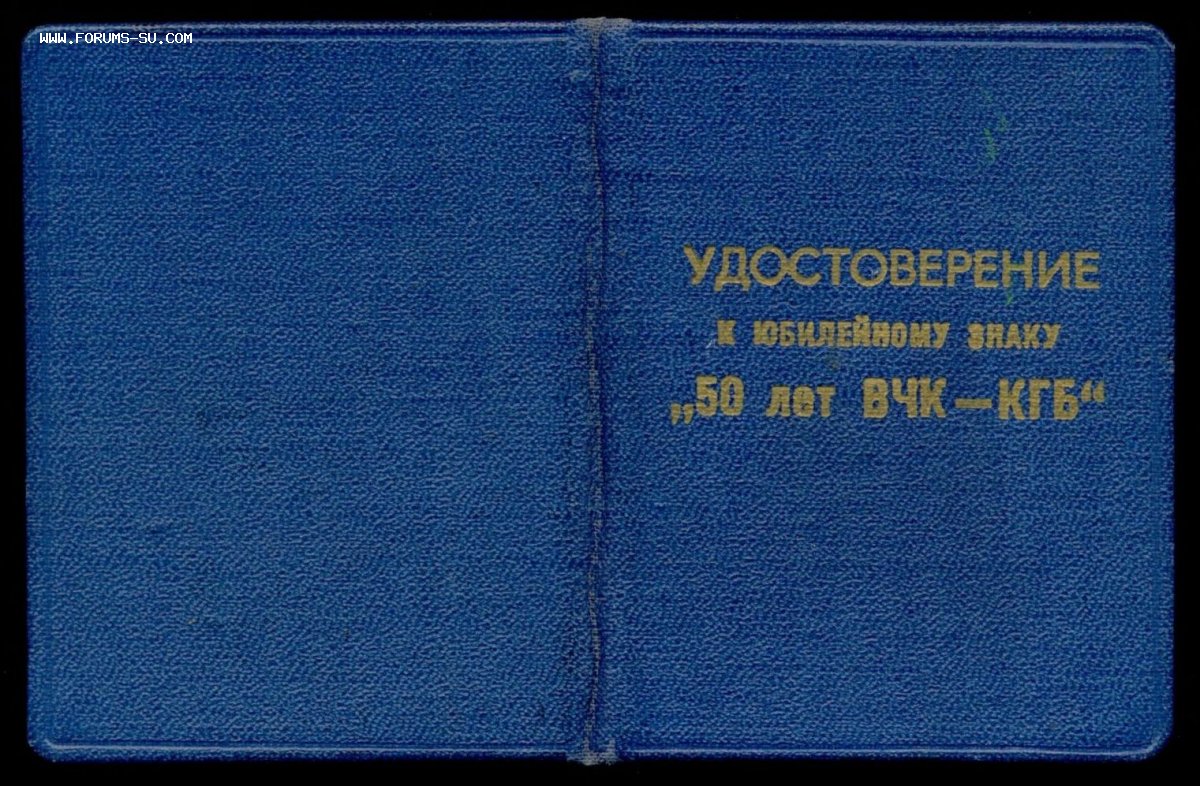 WWW.FORUMS-SU.COM
УДОСТОВЕРЕНИЕ
К ЮБИЛЕЙНОМУ ЗНАКУ
„50 лет ВЧК—КГБ“